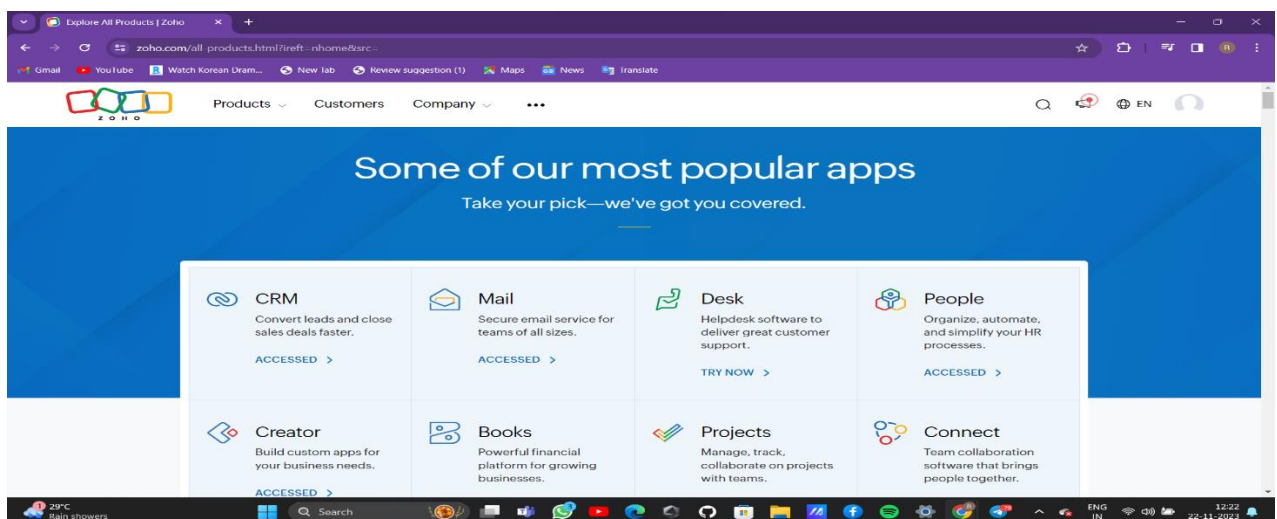 Explore All Products | Zoho
zoho.com/all-products.html?ireft=nhome&src=
Gmail YouTube Watch Korean Dram... New Tab Review suggestion (1) Maps News Translate
ZOHO Products Customers Company ••• EN
Some of our most popular apps
Take your pick—we've got you covered.
CRM
Convert leads and close
sales deals faster.
ACCESSED >
Mail
Secure email service for
teams of all sizes.
ACCESSED >
Desk
Helpdesk software to
deliver great customer
support.
TRY NOW >
People
Organize, automate,
and simplify your HR
processes.
ACCESSED >
Creator
Build custom apps for
your business needs.
ACCESSED >
Books
Powerful financial
platform for growing
businesses.
Projects
Manage, track,
collaborate on projects
with teams.
Connect
Team collaboration
software that brings
people together.
29°C
Rain showers
Search
ENG
IN
12:22
22-11-2023